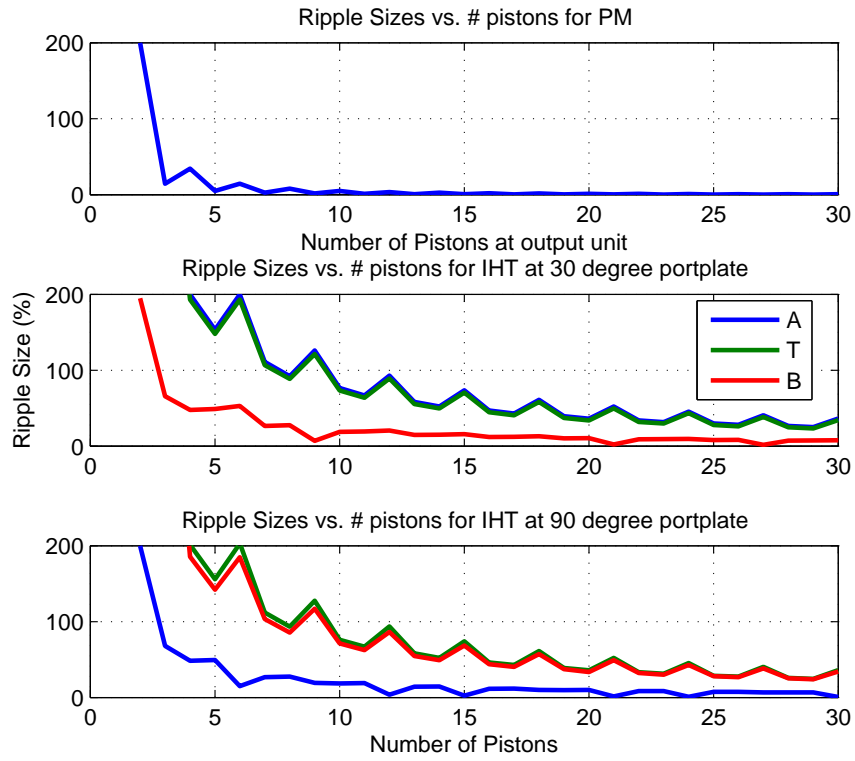 Ripple Sizes vs. # pistons for PM
200
100
0
0 5 10 15 20 25 30
Number of Pistons at output unit
Ripple Sizes vs. # pistons for IHT at 30 degree portplate
200
100
0
Ripple Size (%)
A
T
B
0 5 10 15 20 25 30
Ripple Sizes vs. # pistons for IHT at 90 degree portplate
200
100
0
0 5 10 15 20 25 30
Number of Pistons